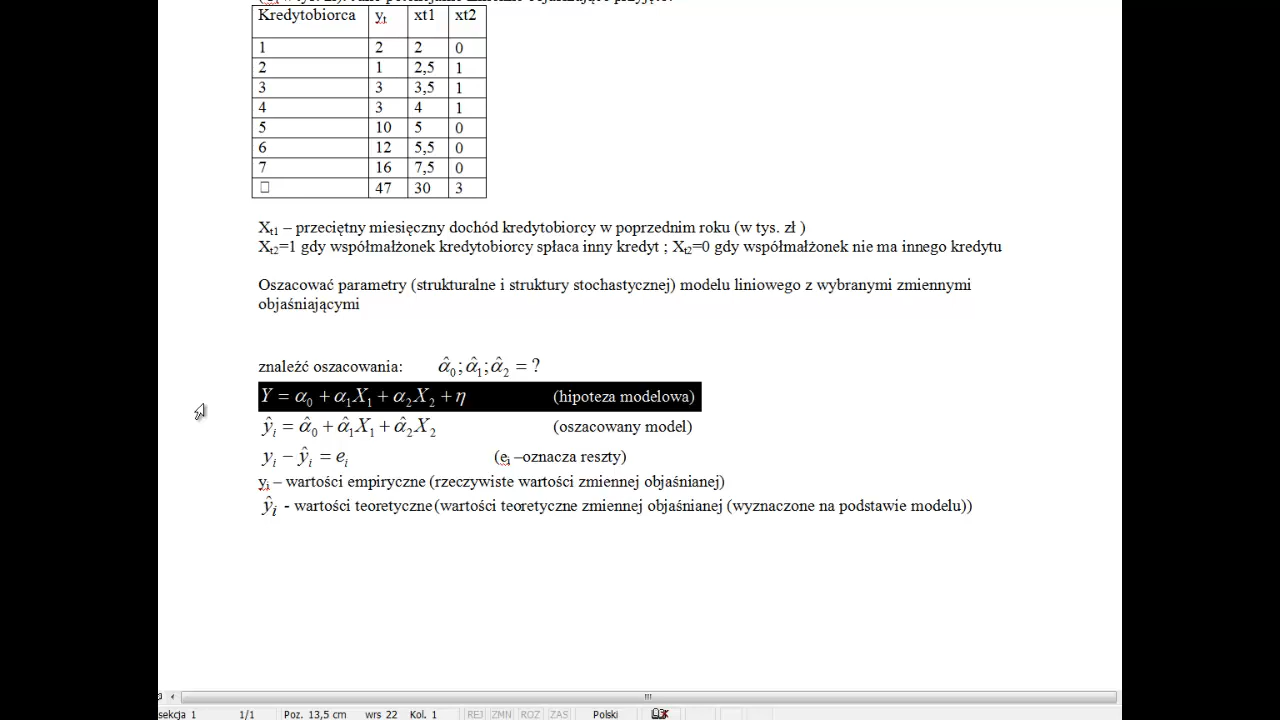 Kredytobiorca yt xt1 xt2
1 2 2 0
2 1 2,5 1
3 3 3,5 1
4 3 4 1
5 10 5 0
6 12 5,5 0
7 16 7,5 0
47 30 3
Xt1 – przeciętny miesięczny dochód kredytobiorcy w poprzednim roku (w tys. zł )
Xt2=1 gdy współmałżonek kredytobiorcy spłaca inny kredyt ; Xt2=0 gdy współmałżonek nie ma innego kredytu
Oszacować parametry (strukturalne i struktury stochastycznej) modelu liniowego z wybranymi zmiennymi
objaśniającymi
znaleźć oszacowania: α̂₀;α̂₁;α̂₂ = ?
Y = α₀ + α₁X₁ + α₂X₂ + η (hipoteza modelowa)
ŷᵢ = α̂₀ + α̂₁X₁ + α̂₂X₂ (oszacowany model)
yᵢ − ŷᵢ = eᵢ (ei –oznacza reszty)
yi – wartości empiryczne (rzeczywiste wartości zmiennej objaśnianej)
ŷᵢ - wartości teoretyczne (wartości teoretyczne zmiennej objaśnianej (wyznaczone na podstawie modelu))
sekcja 1 1/1 Poz. 13,5 cm wrs 22 Kol. 1 REJ ZMN ROZ ZAS Polski